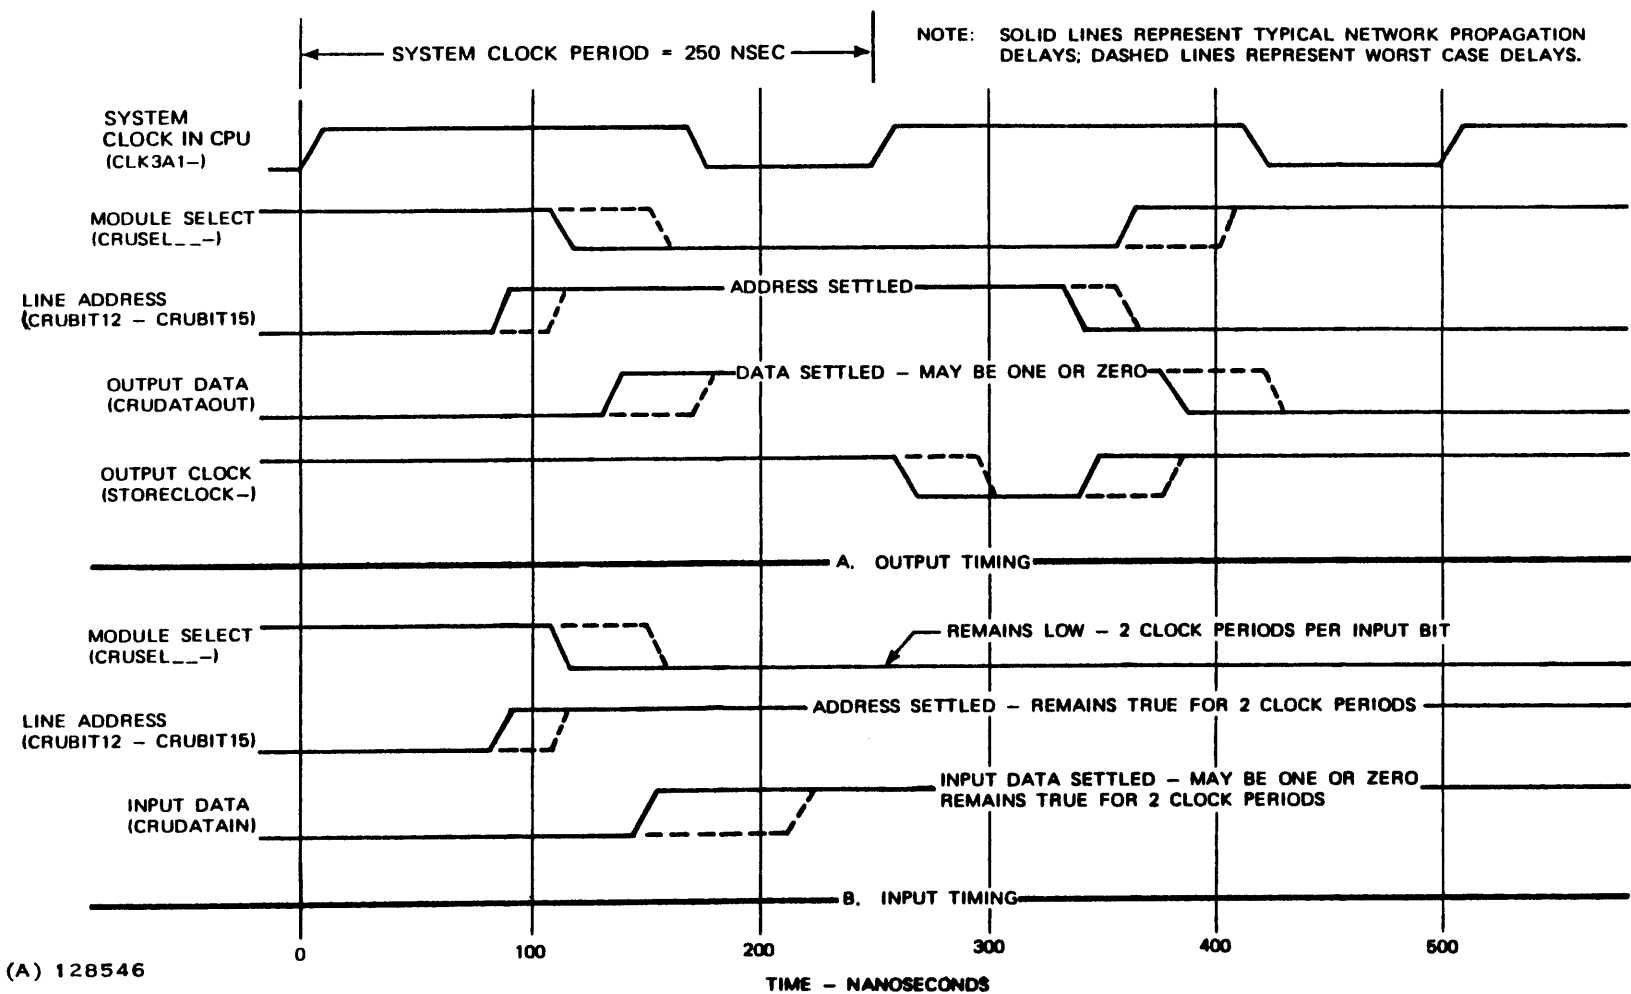 SYSTEM CLOCK PERIOD = 250 NSEC
NOTE: SOLID LINES REPRESENT TYPICAL NETWORK PROPAGATION
DELAYS; DASHED LINES REPRESENT WORST CASE DELAYS.
SYSTEM
CLOCK IN CPU
(CLK3A1–)
MODULE SELECT
(CRUSEL__–)
LINE ADDRESS
(CRUBIT12 – CRUBIT15)
ADDRESS SETTLED
OUTPUT DATA
(CRUDATAOUT)
DATA SETTLED – MAY BE ONE OR ZERO
OUTPUT CLOCK
(STORECLOCK–)
A. OUTPUT TIMING
MODULE SELECT
(CRUSEL__–)
REMAINS LOW – 2 CLOCK PERIODS PER INPUT BIT
LINE ADDRESS
(CRUBIT12 – CRUBIT15)
ADDRESS SETTLED – REMAINS TRUE FOR 2 CLOCK PERIODS
INPUT DATA
(CRUDATAIN)
INPUT DATA SETTLED – MAY BE ONE OR ZERO
REMAINS TRUE FOR 2 CLOCK PERIODS
B. INPUT TIMING
0 100 200 300 400 500
(A) 128546
TIME – NANOSECONDS